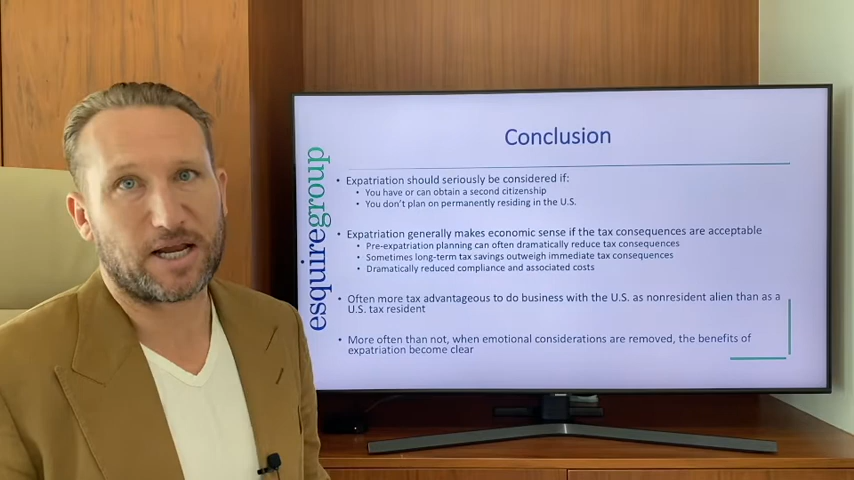 Conclusion
esquiregroup
• Expatriation should seriously be considered if:
• You have or can obtain a second citizenship
• You don't plan on permanently residing in the U.S.
• Expatriation generally makes economic sense if the tax consequences are acceptable
• Pre-expatriation planning can often dramatically reduce tax consequences
• Sometimes long-term tax savings outweigh immediate tax consequences
• Dramatically reduced compliance and associated costs
• Often more tax advantageous to do business with the U.S. as nonresident alien than as a
U.S. tax resident
• More often than not, when emotional considerations are removed, the benefits of
expatriation become clear